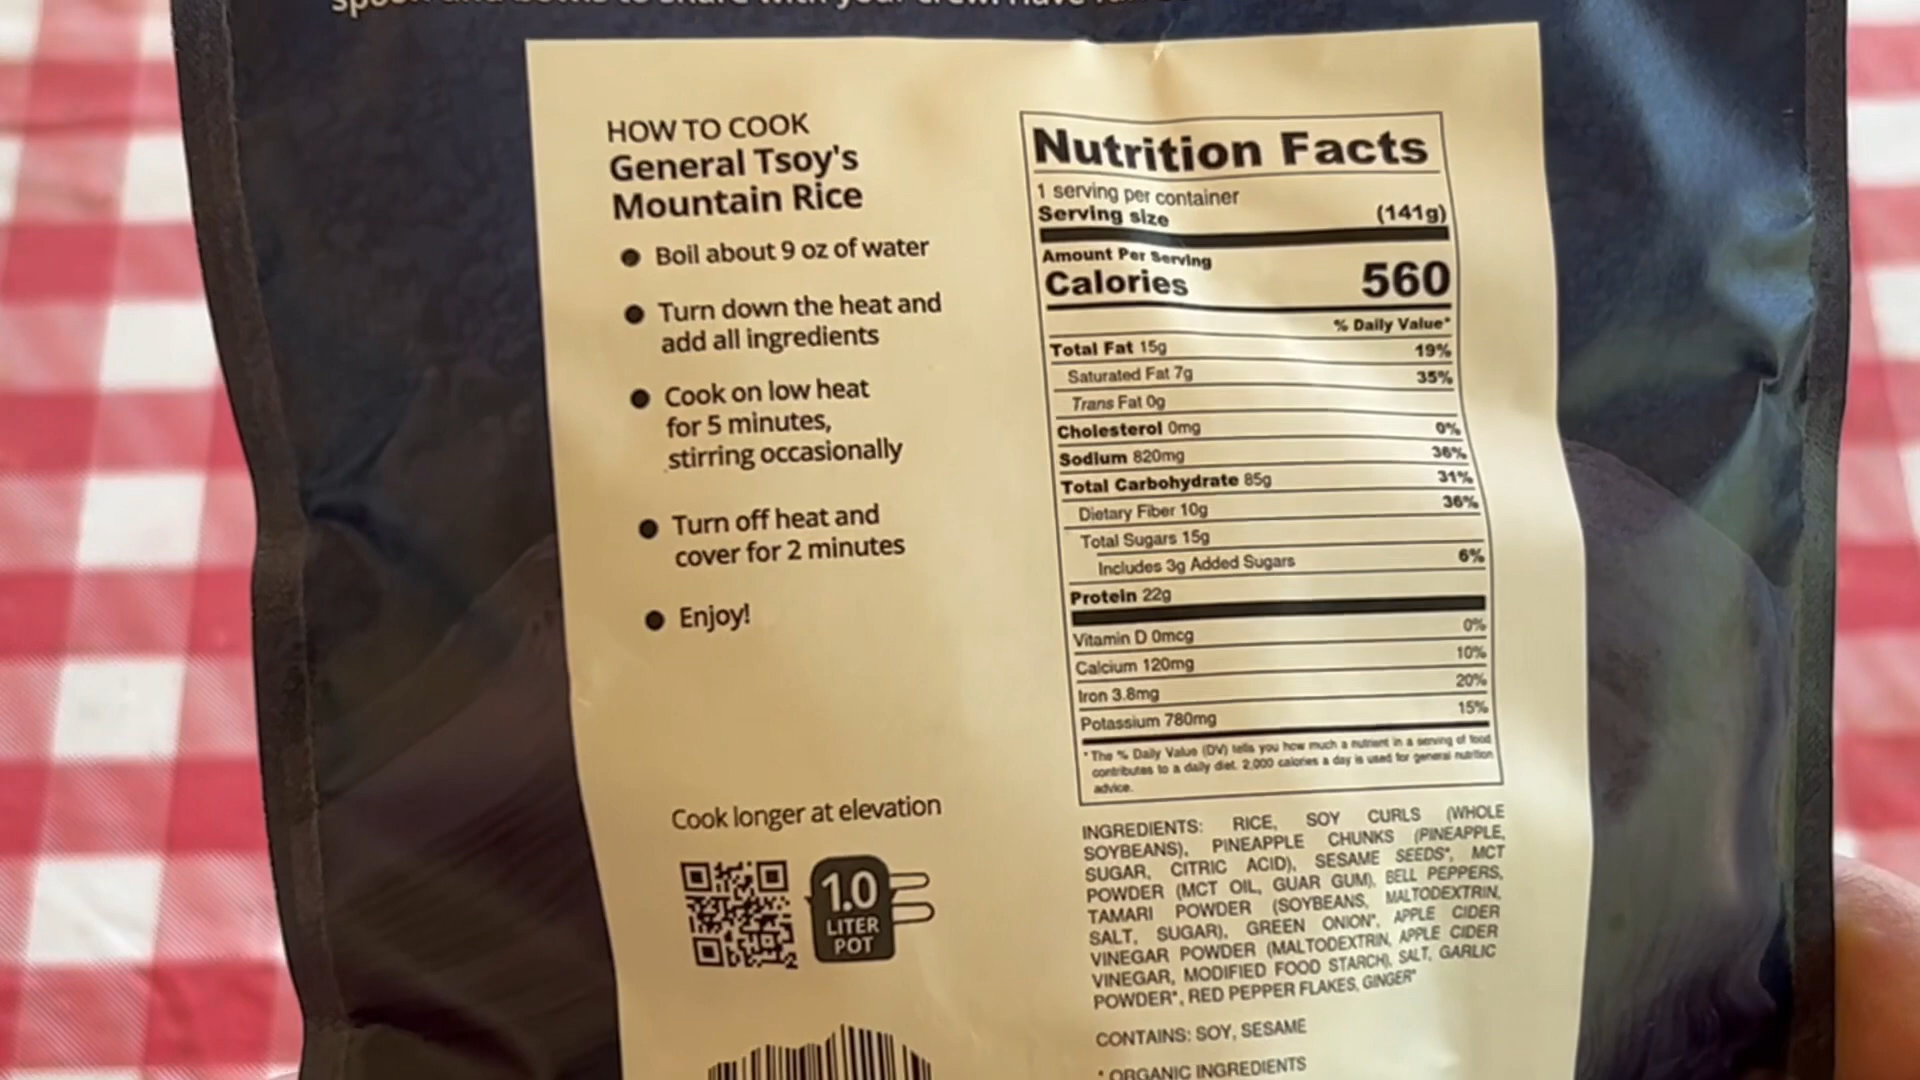 HOW TO COOK
General Tsoy's
Mountain Rice
Boil about 9 oz of water
Turn down the heat and
add all ingredients
Cook on low heat
for 5 minutes,
stirring occasionally
Turn off heat and
cover for 2 minutes
Enjoy!
Cook longer at elevation
1.0
LITER
POT
Nutrition Facts
1 serving per container
Serving size (141g)
Amount Per Serving
Calories 560
% Daily Value*
Total Fat 15g 19%
Saturated Fat 7g 35%
Trans Fat 0g
Cholesterol 0mg 0%
Sodium 820mg 36%
Total Carbohydrate 85g 31%
Dietary Fiber 10g 36%
Total Sugars 15g
Includes 3g Added Sugars 6%
Protein 22g
Vitamin D 0mcg 0%
Calcium 120mg 10%
Iron 3.8mg 20%
Potassium 780mg 15%
* The % Daily Value (DV) tells you how much a nutrient in a serving of food
contributes to a daily diet. 2,000 calories a day is used for general nutrition
advice.
INGREDIENTS: RICE, SOY CURLS (WHOLE
SOYBEANS), PINEAPPLE CHUNKS (PINEAPPLE,
SUGAR, CITRIC ACID), SESAME SEEDS*, MCT
POWDER (MCT OIL, GUAR GUM), BELL PEPPERS,
TAMARI POWDER (SOYBEANS, MALTODEXTRIN,
SALT, SUGAR), GREEN ONION*, APPLE CIDER
VINEGAR POWDER (MALTODEXTRIN, APPLE CIDER
VINEGAR, MODIFIED FOOD STARCH), SALT, GARLIC
POWDER*, RED PEPPER FLAKES, GINGER*
CONTAINS: SOY, SESAME
* ORGANIC INGREDIENTS